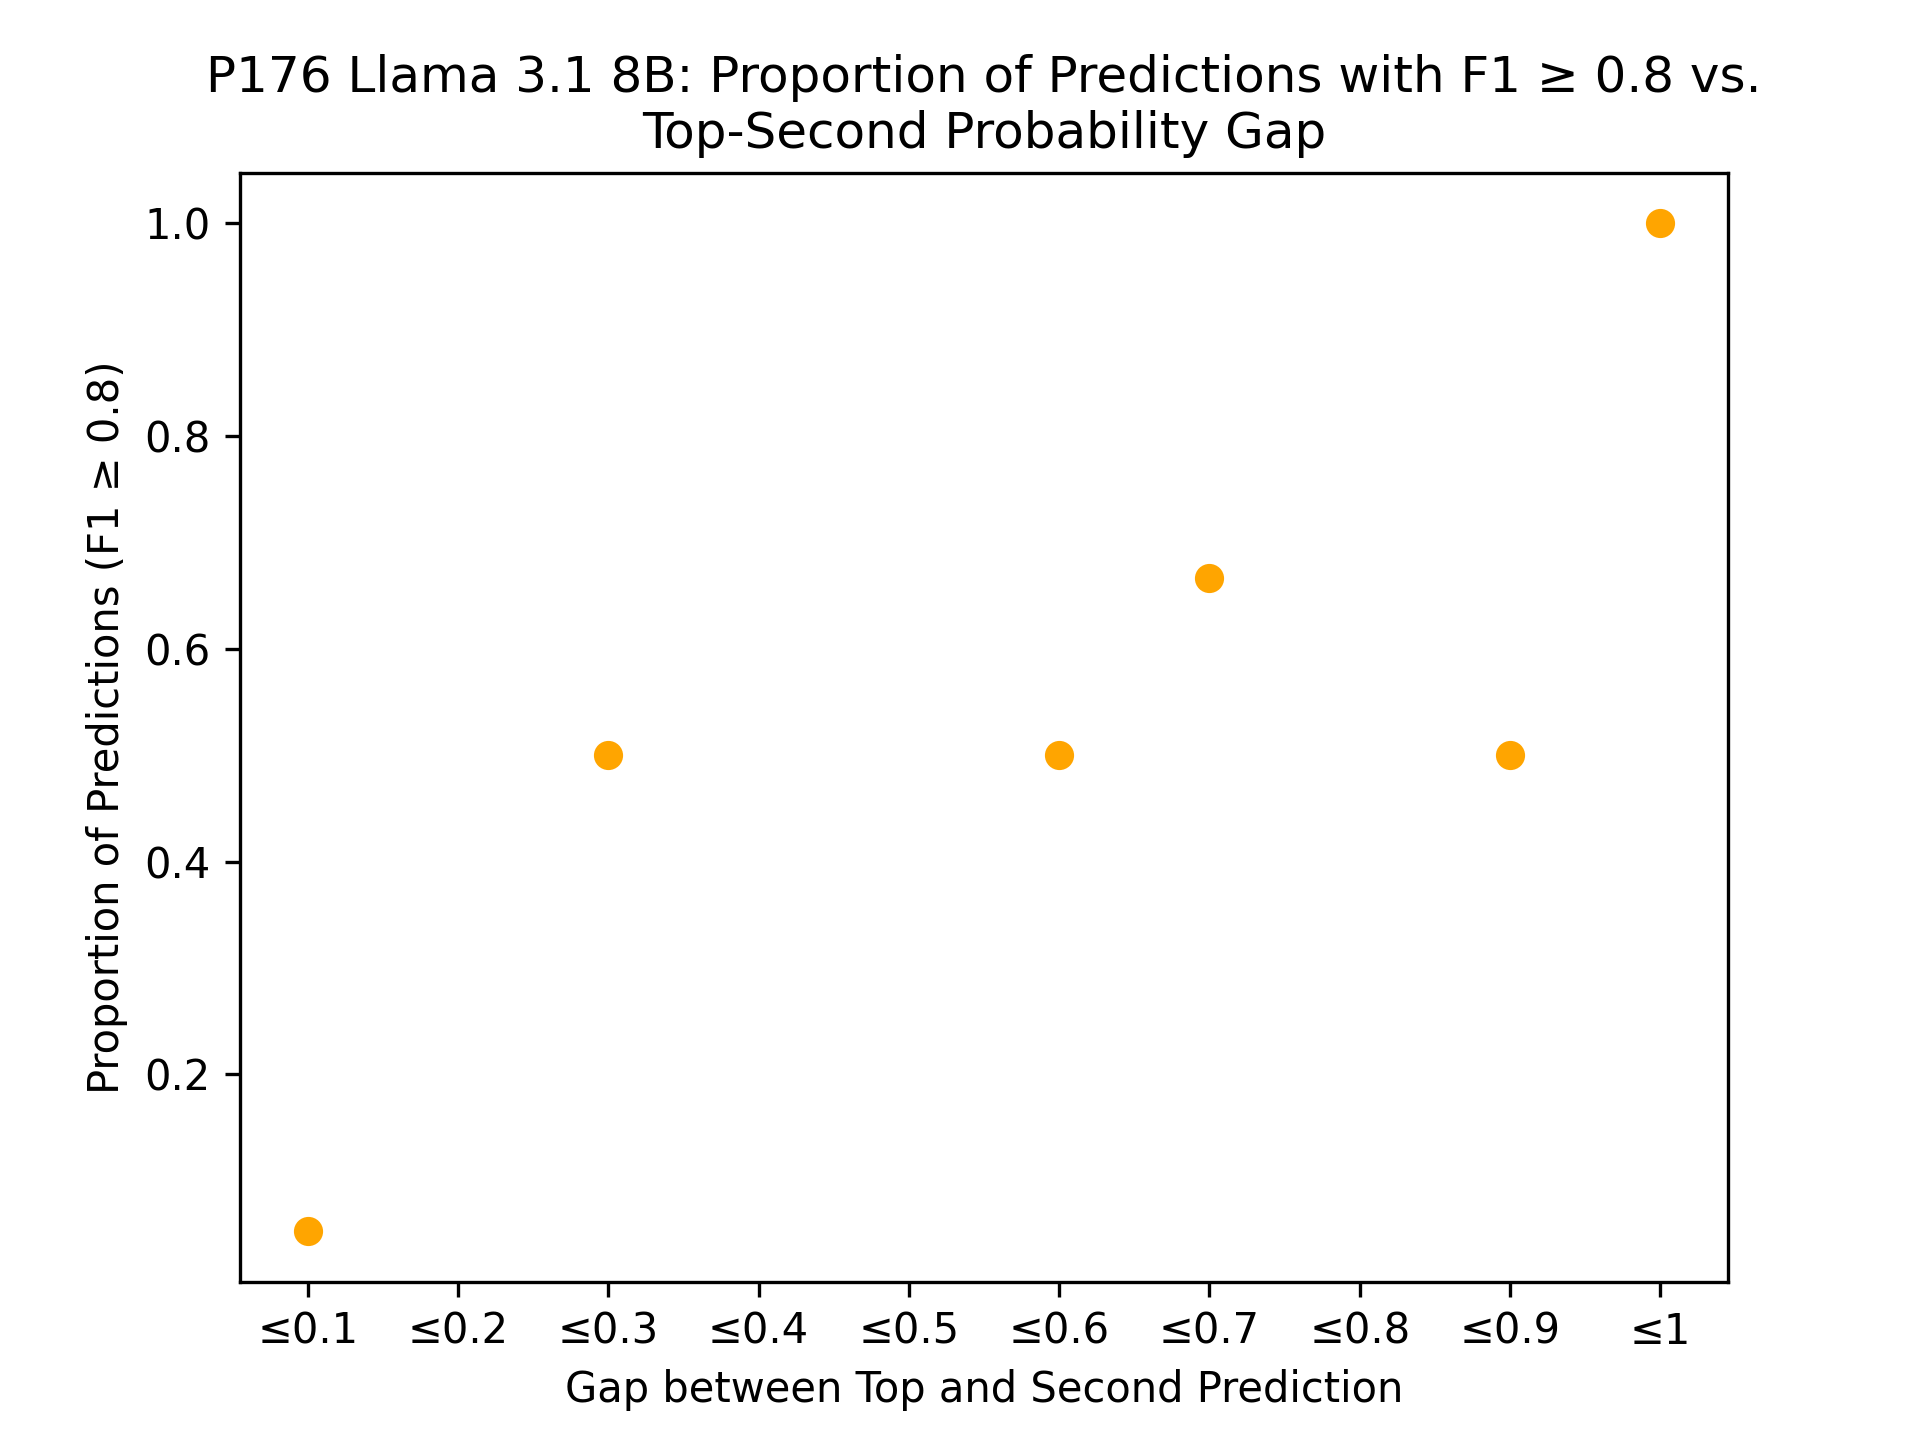 P176 Llama 3.1 8B: Proportion of Predictions with F1 ≥ 0.8 vs.
Top-Second Probability Gap
Proportion of Predictions (F1 ≥ 0.8)
1.0
0.8
0.6
0.4
0.2
≤0.1 ≤0.2 ≤0.3 ≤0.4 ≤0.5 ≤0.6 ≤0.7 ≤0.8 ≤0.9 ≤1
Gap between Top and Second Prediction